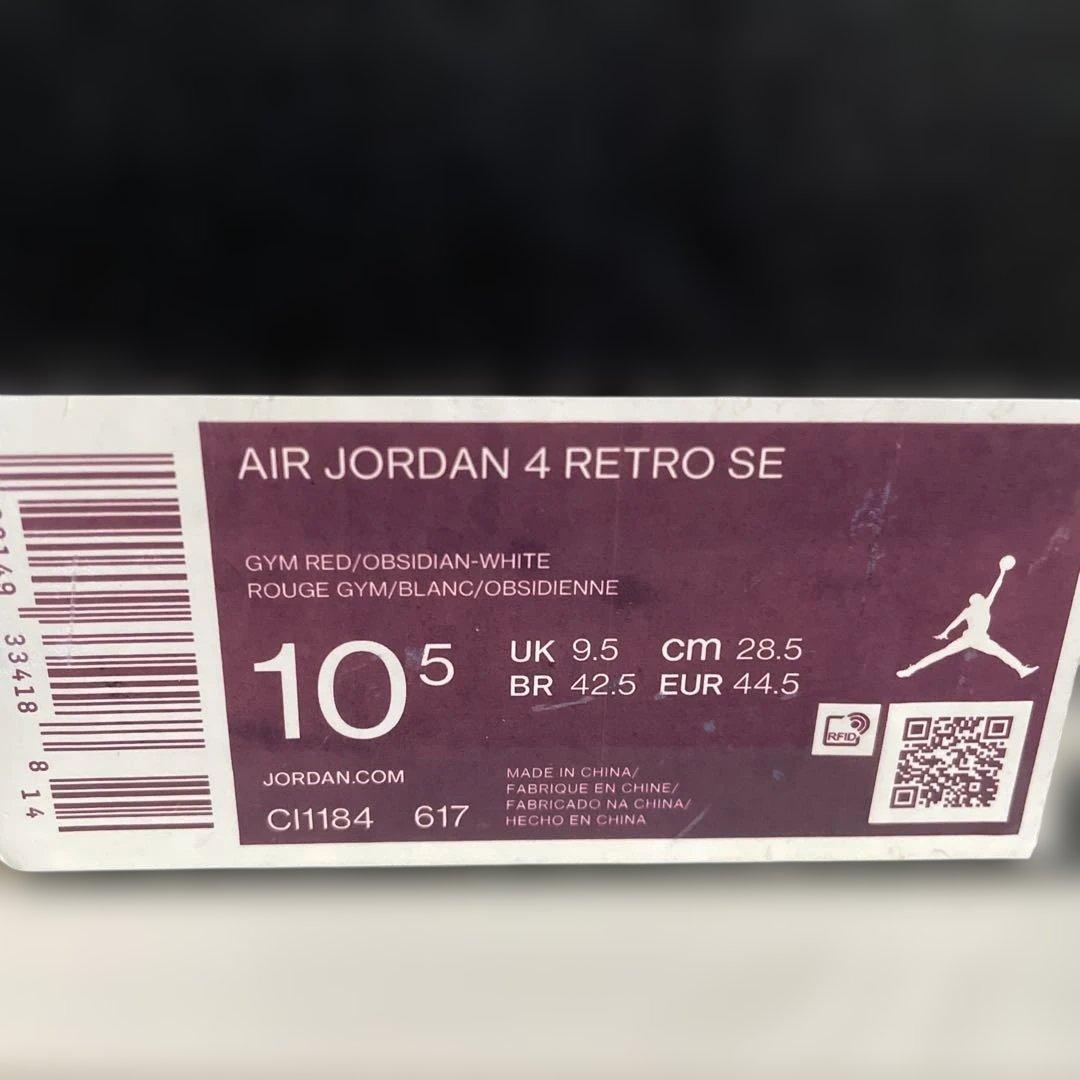 AIR JORDAN 4 RETRO SE
GYM RED/OBSIDIAN-WHITE
ROUGE GYM/BLANC/OBSIDIENNE
10 5
UK 9.5 cm 28.5
BR 42.5 EUR 44.5
RFID
JORDAN.COM
CI1184 617
MADE IN CHINA/
FABRIQUE EN CHINE/
FABRICADO NA CHINA/
HECHO EN CHINA
33418 8 14